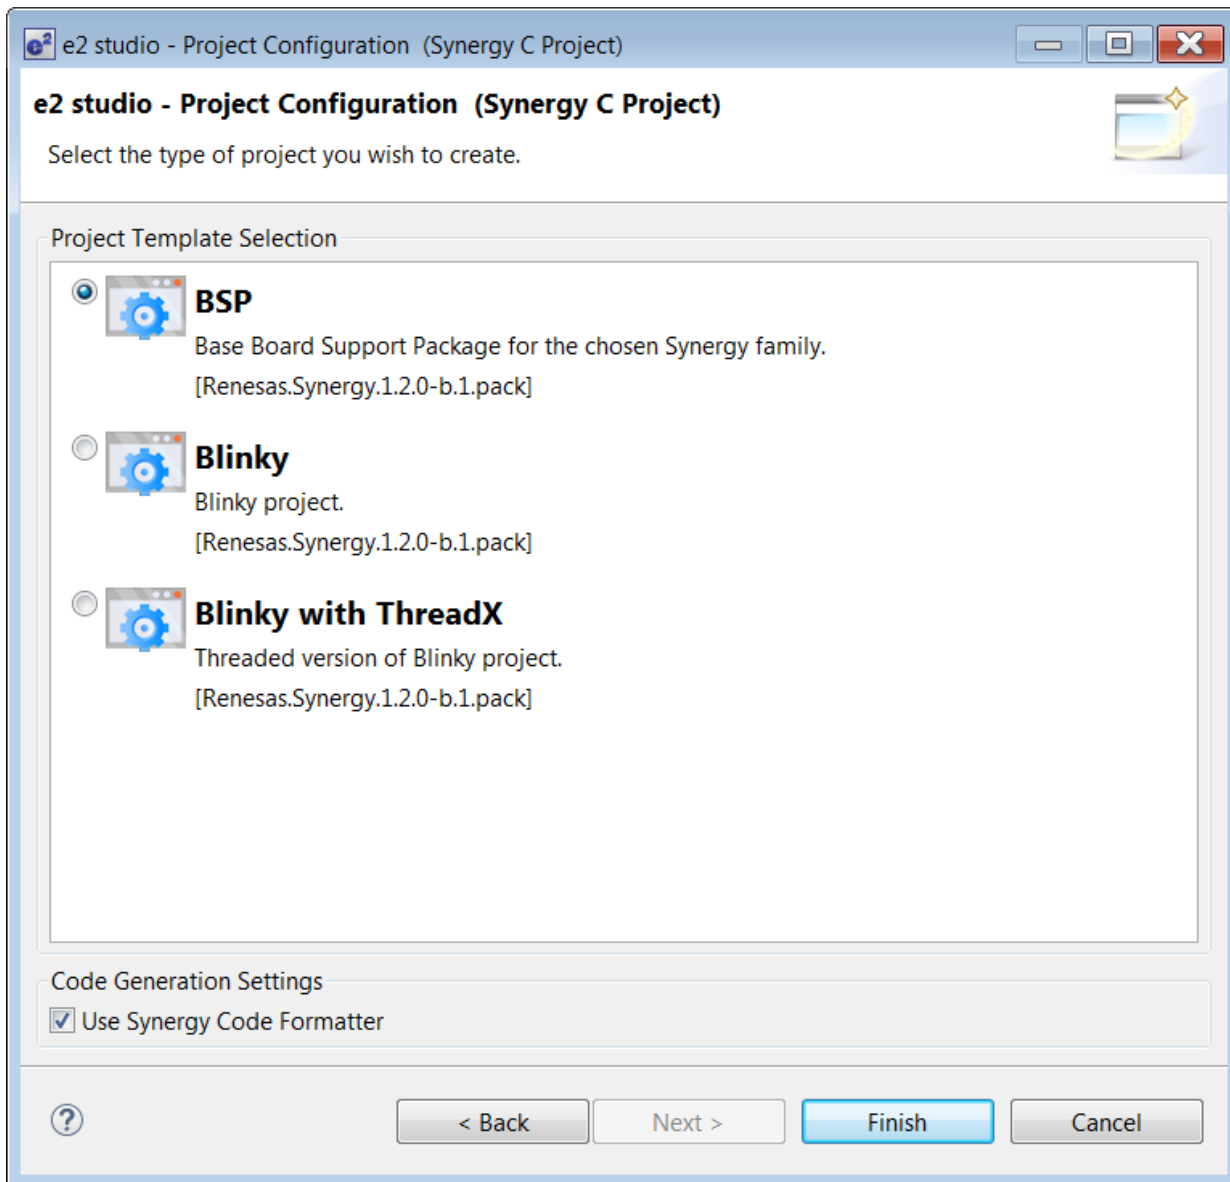 e2 studio - Project Configuration (Synergy C Project)
e2 studio - Project Configuration (Synergy C Project)
Select the type of project you wish to create.
Project Template Selection
BSP
Base Board Support Package for the chosen Synergy family.
[Renesas.Synergy.1.2.0-b.1.pack]
Blinky
Blinky project.
[Renesas.Synergy.1.2.0-b.1.pack]
Blinky with ThreadX
Threaded version of Blinky project.
[Renesas.Synergy.1.2.0-b.1.pack]
Code Generation Settings
Use Synergy Code Formatter
? < Back Next > Finish Cancel